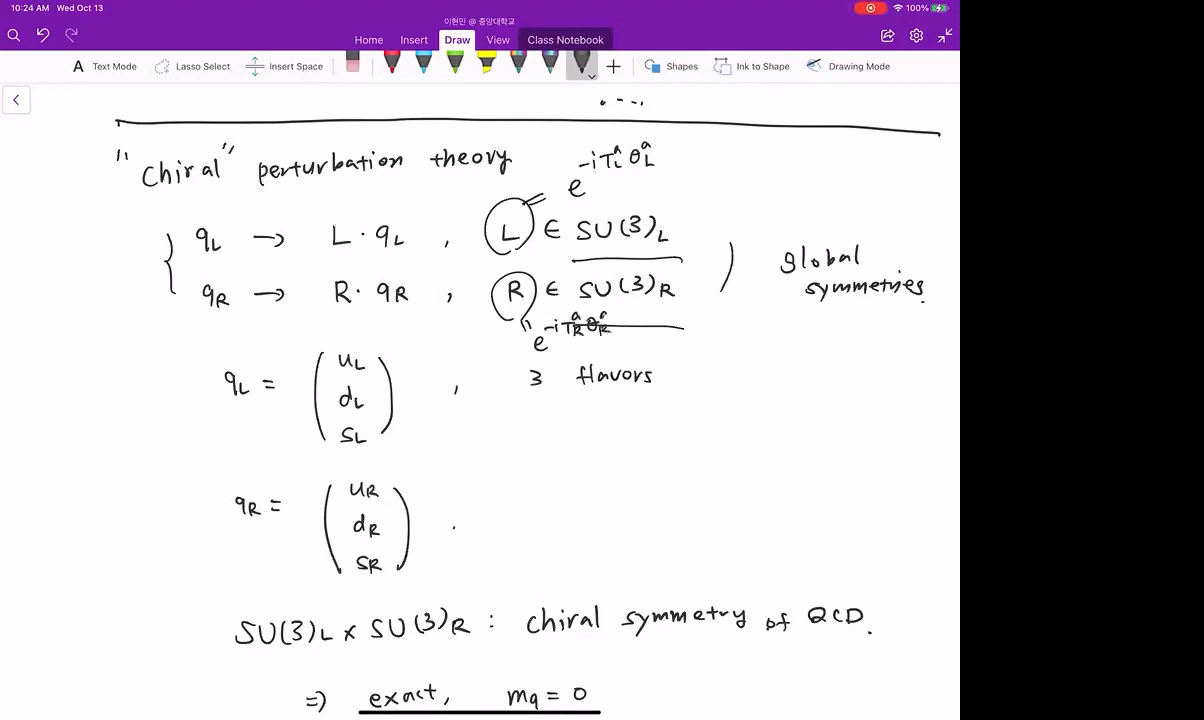 10:24 AM Wed Oct 13
100%
이현민 @ 중앙대학교
Home Insert Draw View Class Notebook
Text Mode Lasso Select Insert Space Shapes Ink to Shape Drawing Mode
....
"Chiral" perturbation theory
e^{-iT_L^a θ_L^a}
q_L → L · q_L , L ∈ SU(3)_L
q_R → R · q_R , R ∈ SU(3)_R ) global symmetries.
e^{-iT_R^a θ_R^a}
q_L = ( u_L d_L s_L ) , 3 flavors
q_R = ( u_R d_R s_R ) .
SU(3)_L × SU(3)_R : chiral symmetry of QCD.
⇒ exact, m_q = 0